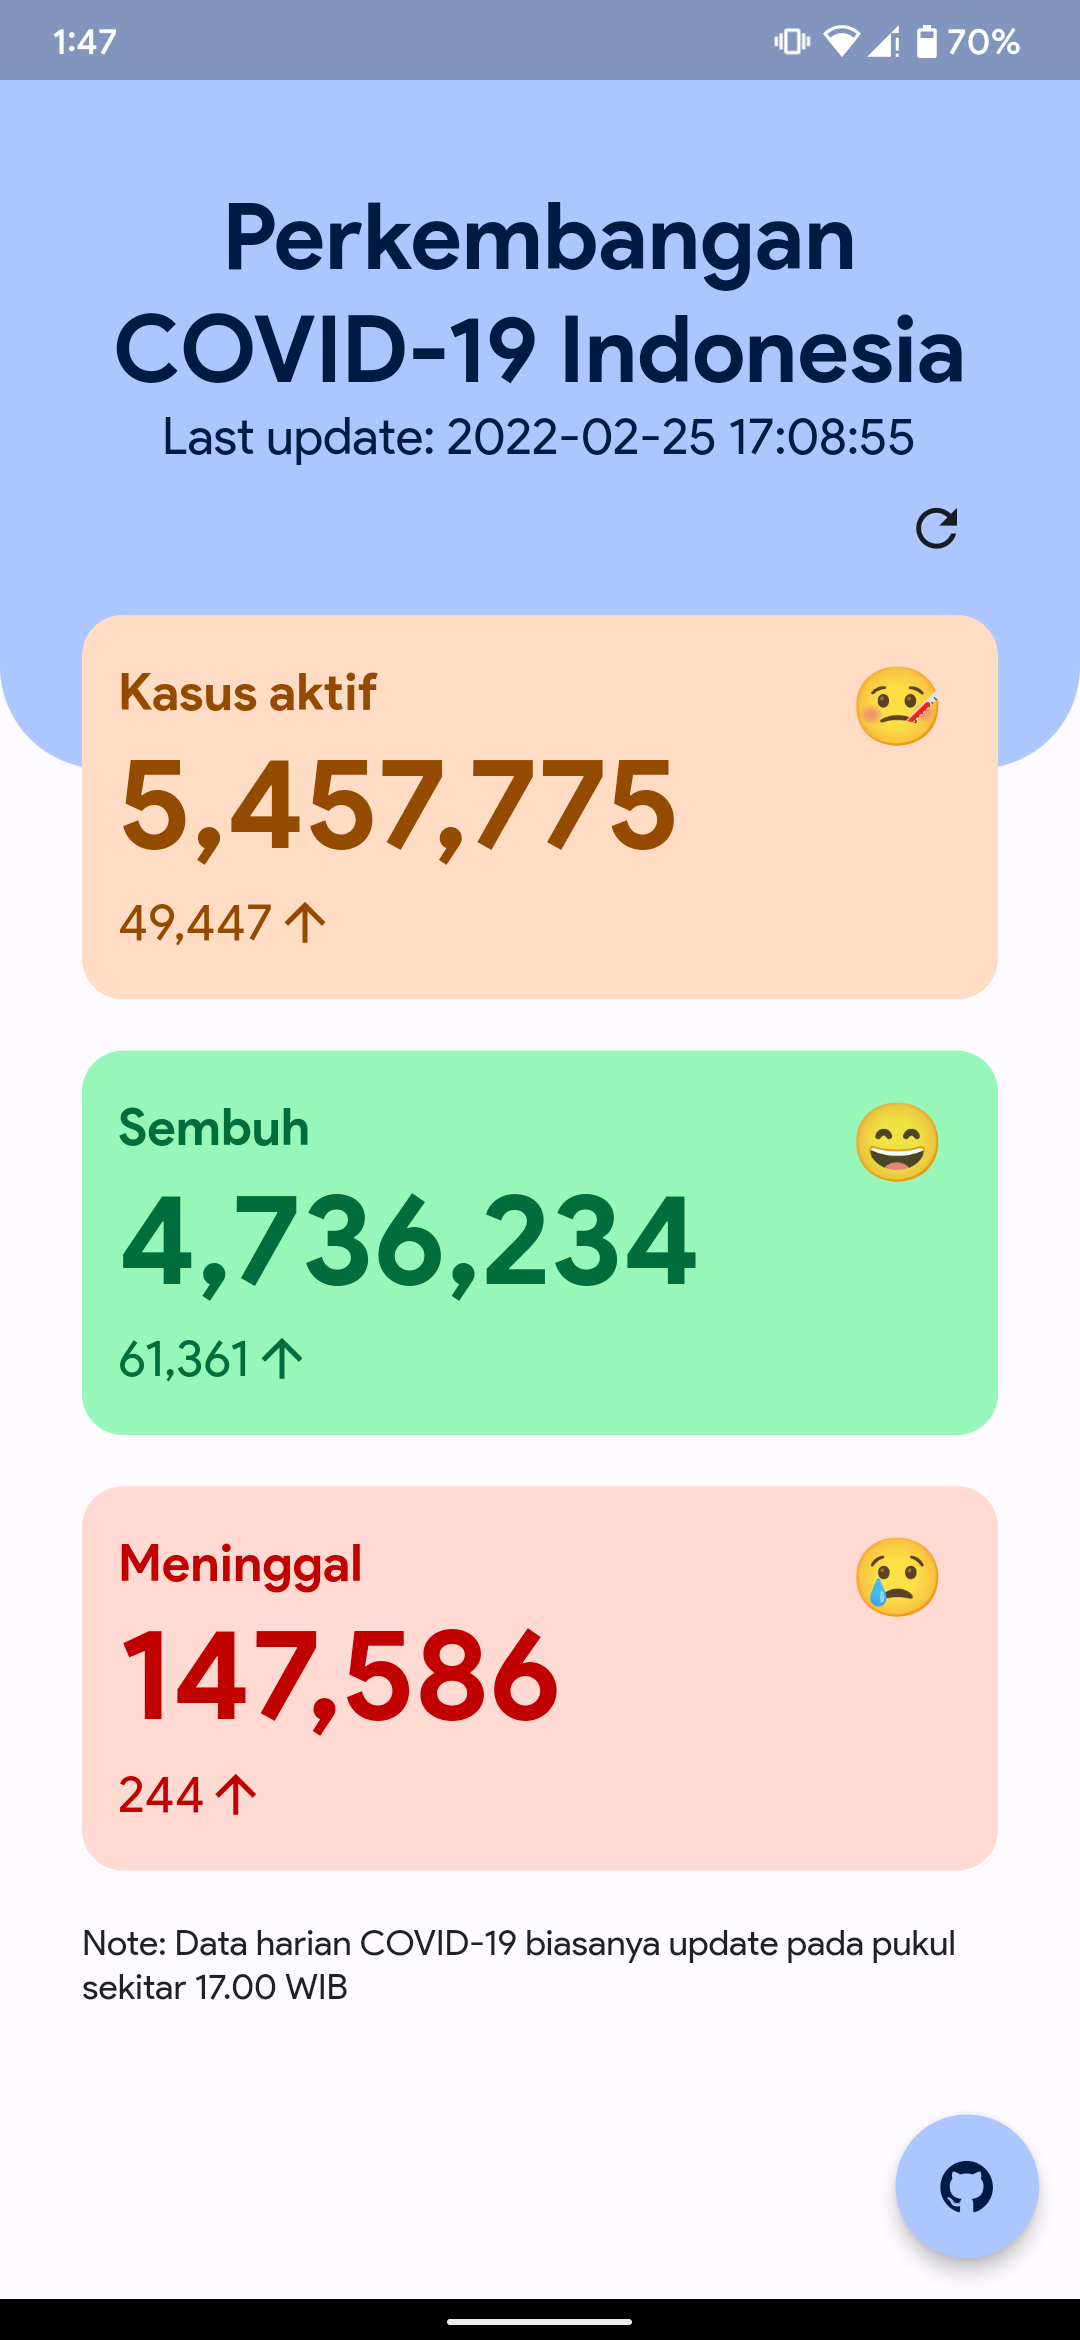 1:47
70%
Perkembangan
COVID-19 Indonesia
Last update: 2022-02-25 17:08:55
Kasus aktif
5,457,775
49,447 ↑
Sembuh
4,736,234
61,361 ↑
Meninggal
147,586
244 ↑
Note: Data harian COVID-19 biasanya update pada pukul
sekitar 17.00 WIB